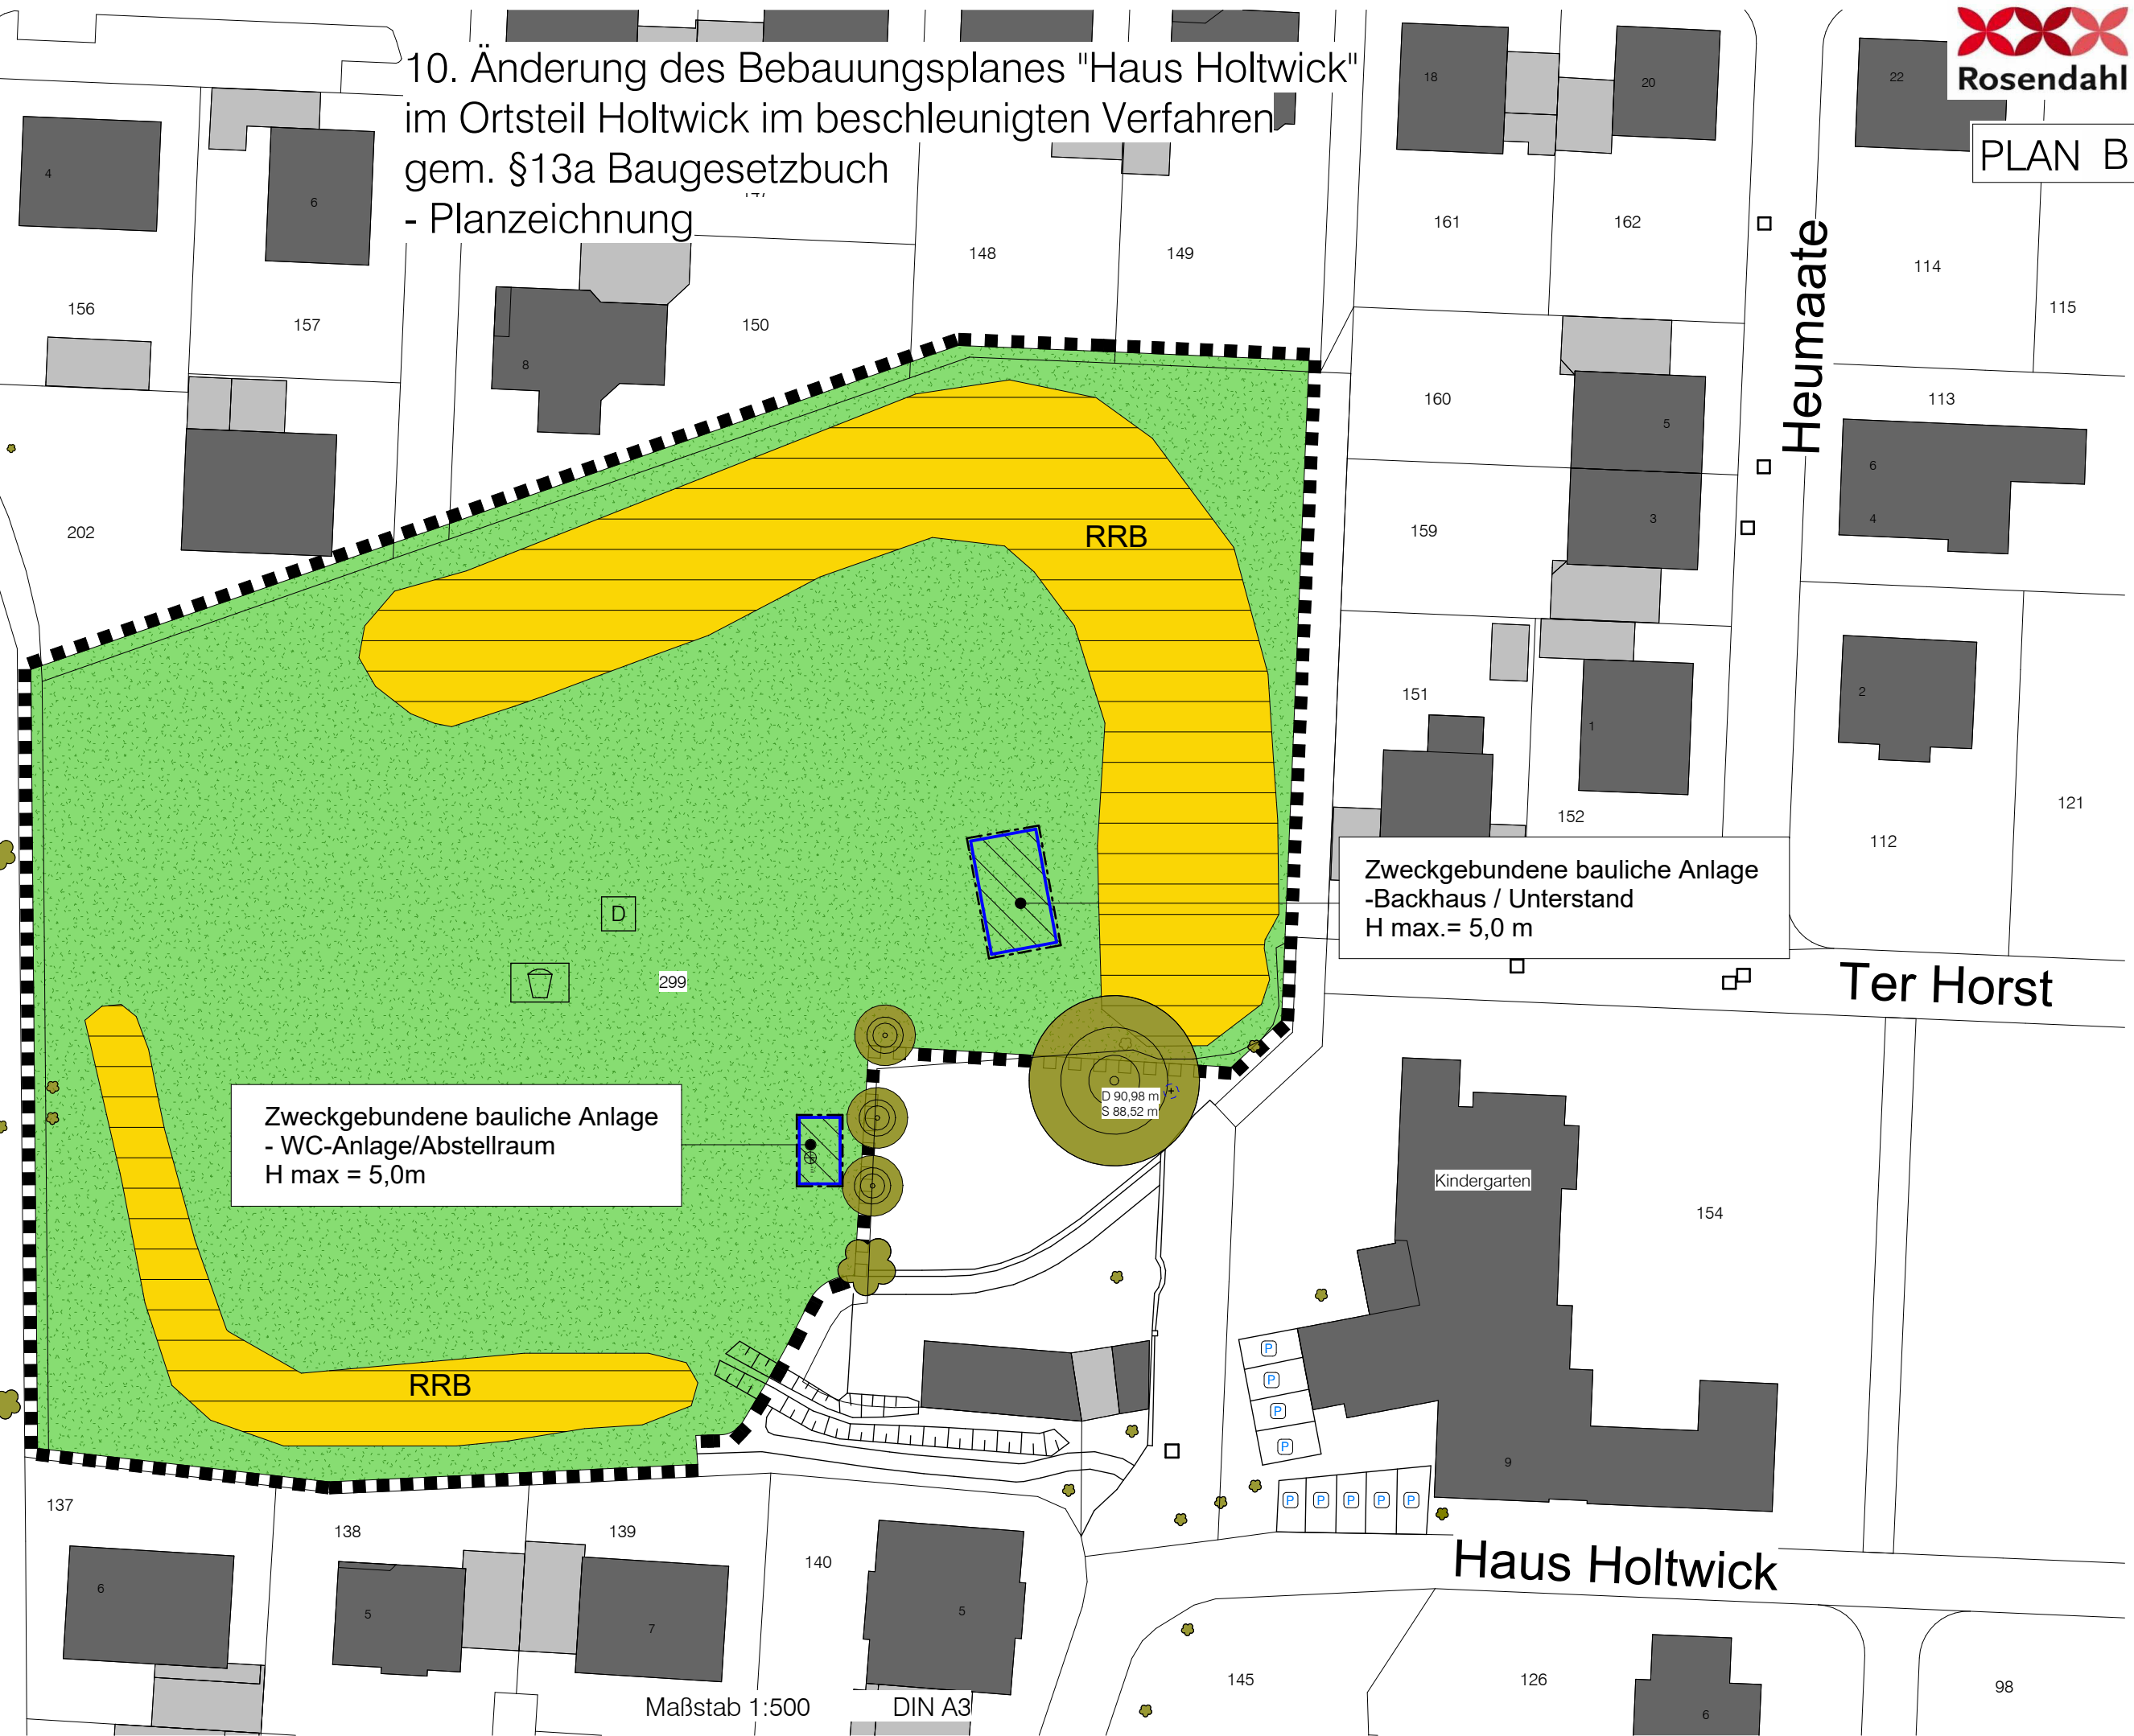 10. Änderung des Bebauungsplanes "Haus Holtwick"
im Ortsteil Holtwick im beschleunigten Verfahren
gem. §13a Baugesetzbuch
- Planzeichnung
Rosendahl
PLAN B
18
20
22
4
6
161
162
148
149
114
115
156
157
150
Heumaate
8
160
5
113
6
4
202
RRB
159
3
151
2
1
152
121
112
Zweckgebundene bauliche Anlage
-Backhaus / Unterstand
H max.= 5,0 m
D
299
Ter Horst
D 90,98 m
S 88,52 m
Zweckgebundene bauliche Anlage
- WC-Anlage/Abstellraum
H max = 5,0m
Kindergarten
154
P
P
P
P
RRB
9
P P P P P
137
138
139
140
Haus Holtwick
6
5
7
5
145
126
98
6
Maßstab 1:500 DIN A3